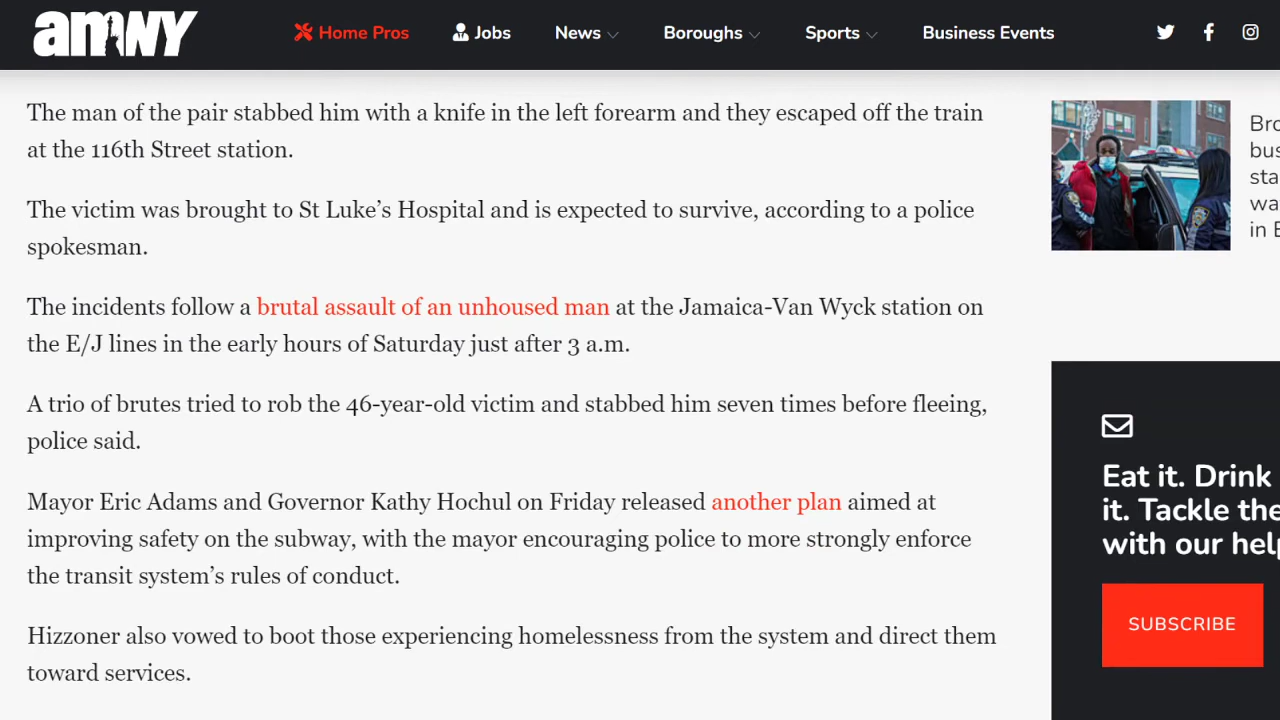 amNY
Home Pros
Jobs
News
Boroughs
Sports
Business Events
The man of the pair stabbed him with a knife in the left forearm and they escaped off the train
at the 116th Street station.
The victim was brought to St Luke’s Hospital and is expected to survive, according to a police
spokesman.
The incidents follow a brutal assault of an unhoused man at the Jamaica-Van Wyck station on
the E/J lines in the early hours of Saturday just after 3 a.m.
A trio of brutes tried to rob the 46-year-old victim and stabbed him seven times before fleeing,
police said.
Mayor Eric Adams and Governor Kathy Hochul on Friday released another plan aimed at
improving safety on the subway, with the mayor encouraging police to more strongly enforce
the transit system’s rules of conduct.
Hizzoner also vowed to boot those experiencing homelessness from the system and direct them
toward services.
in
Eat it. Drink
it. Tackle
with our
SUBSCRIBE